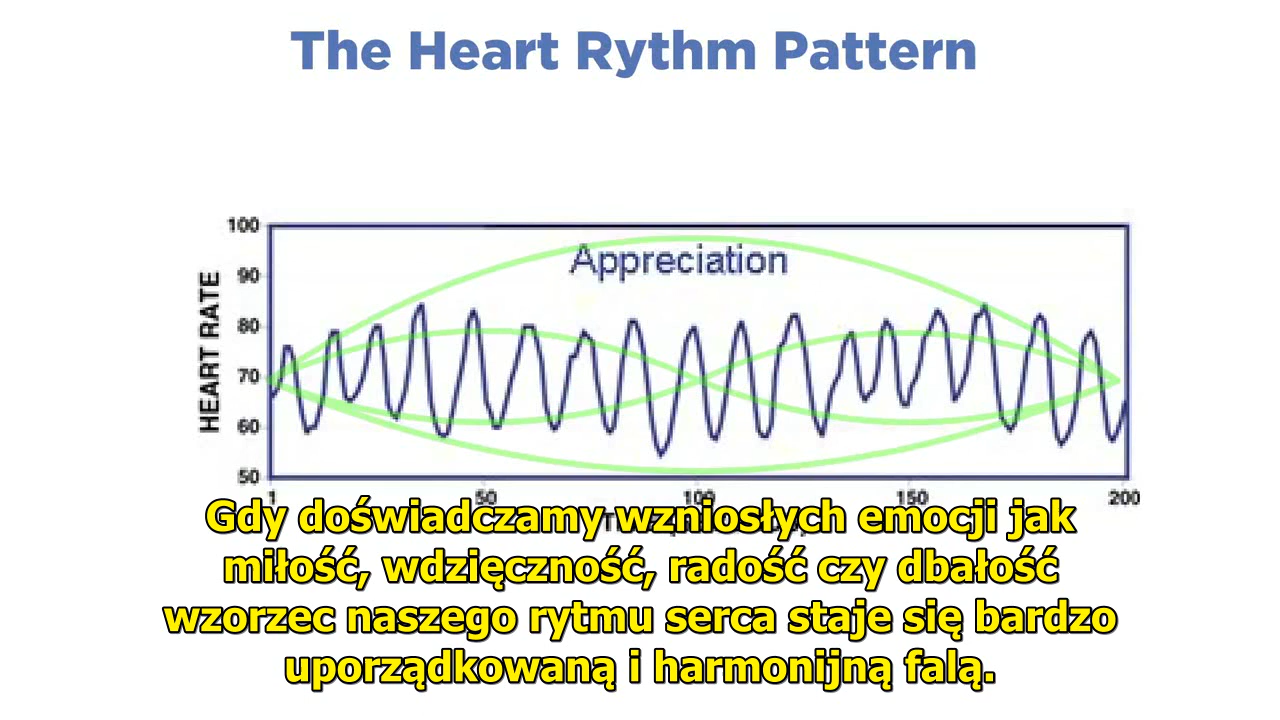 The Heart Rythm Pattern
100
Appreciation
90
80
70
60
50
HEART RATE
1 50 100 150 200
Gdy doświadczamy wzniosłych emocji jak
miłość, wdzięczność, radość czy dbałość
wzorzec naszego rytmu serca staje się bardzo
uporządkowaną i harmonijną falą.